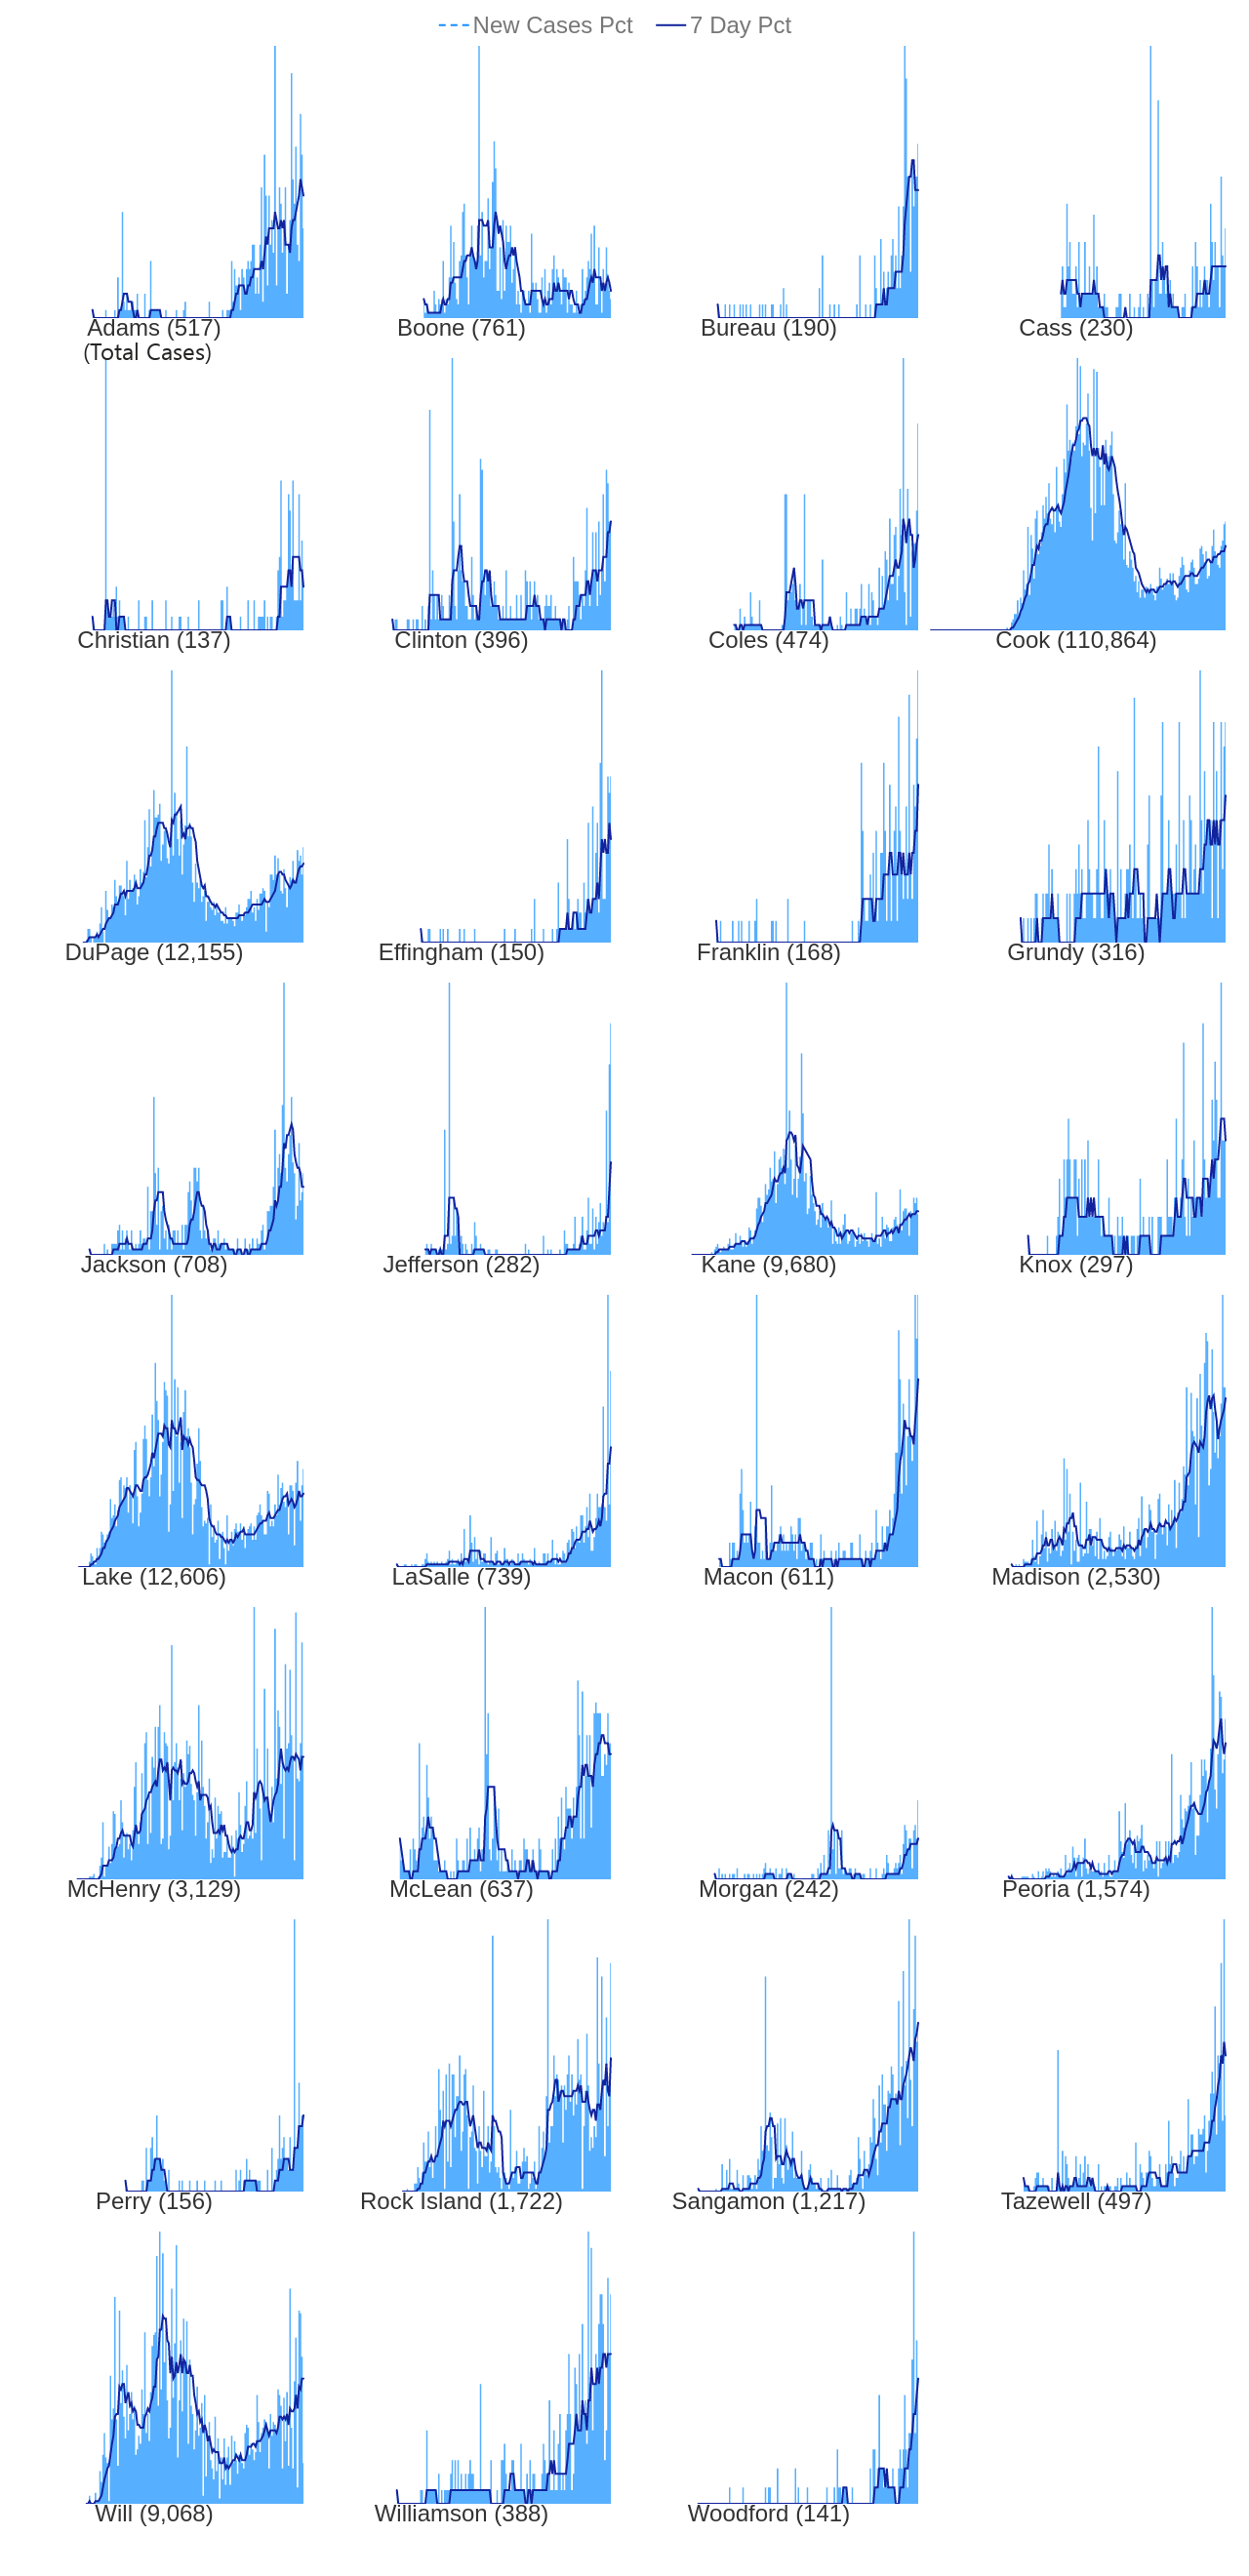 New Cases Pct 7 Day Pct
Adams (517) Boone (761) Bureau (190) Cass (230)
(Total Cases)
Christian (137) Clinton (396) Coles (474) Cook (110,864)
DuPage (12,155) Effingham (150) Franklin (168) Grundy (316)
Jackson (708) Jefferson (282) Kane (9,680) Knox (297)
Lake (12,606) LaSalle (739) Macon (611) Madison (2,530)
McHenry (3,129) McLean (637) Morgan (242) Peoria (1,574)
Perry (156) Rock Island (1,722) Sangamon (1,217) Tazewell (497)
Will (9,068) Williamson (388) Woodford (141)